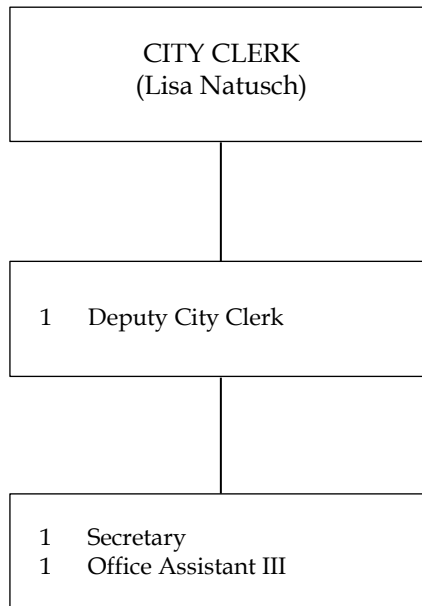 CITY CLERK
(Lisa Natusch)
1 Deputy City Clerk
1 Secretary
1 Office Assistant III